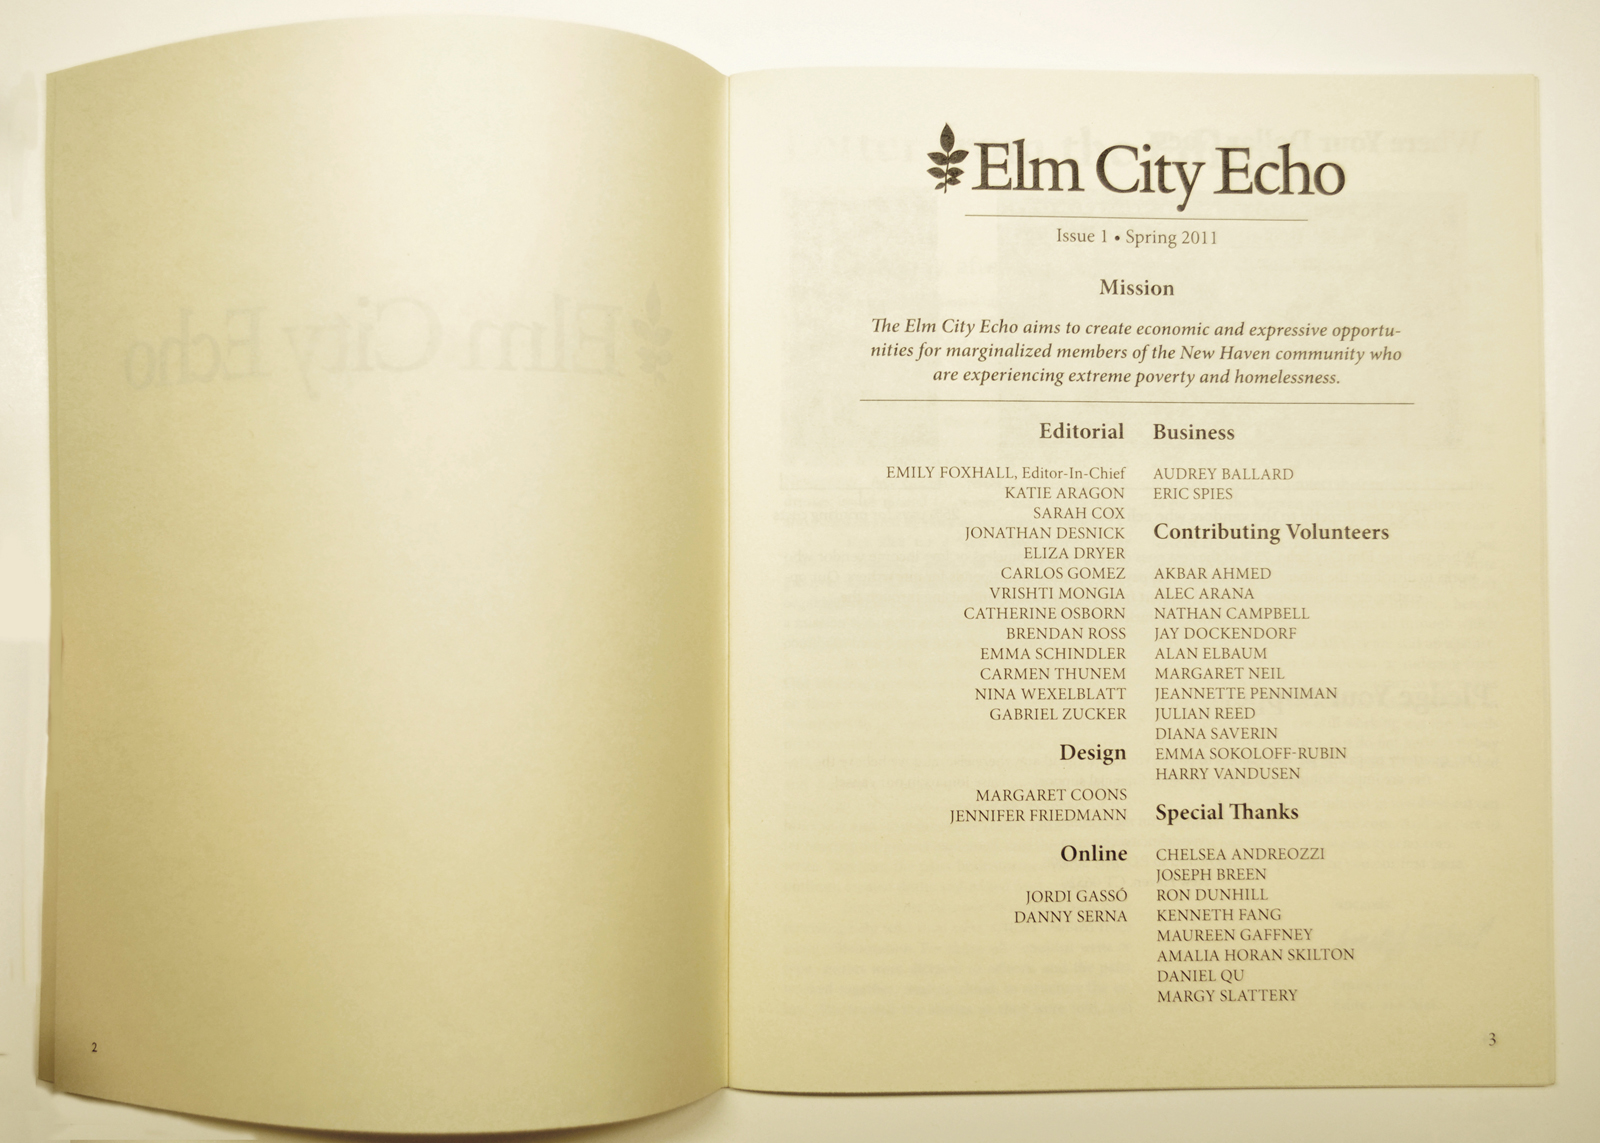 Elm City Echo
2
Elm City Echo
Issue 1 • Spring 2011
Mission
The Elm City Echo aims to create economic and expressive opportu-
nities for marginalized members of the New Haven community who
are experiencing extreme poverty and homelessness.
Editorial
EMILY FOXHALL, Editor-In-Chief
KATIE ARAGON
SARAH COX
JONATHAN DESNICK
ELIZA DRYER
CARLOS GOMEZ
VRISHTI MONGIA
CATHERINE OSBORN
BRENDAN ROSS
EMMA SCHINDLER
CARMEN THUNEM
NINA WEXELBLATT
GABRIEL ZUCKER
Design
MARGARET COONS
JENNIFER FRIEDMANN
Online
JORDI GASSÓ
DANNY SERNA
Business
AUDREY BALLARD
ERIC SPIES
Contributing Volunteers
AKBAR AHMED
ALEC ARANA
NATHAN CAMPBELL
JAY DOCKENDORF
ALAN ELBAUM
MARGARET NEIL
JEANNETTE PENNIMAN
JULIAN REED
DIANA SAVERIN
EMMA SOKOLOFF-RUBIN
HARRY VANDUSEN
Special Thanks
CHELSEA ANDREOZZI
JOSEPH BREEN
RON DUNHILL
KENNETH FANG
MAUREEN GAFFNEY
AMALIA HORAN SKILTON
DANIEL QU
MARGY SLATTERY
3